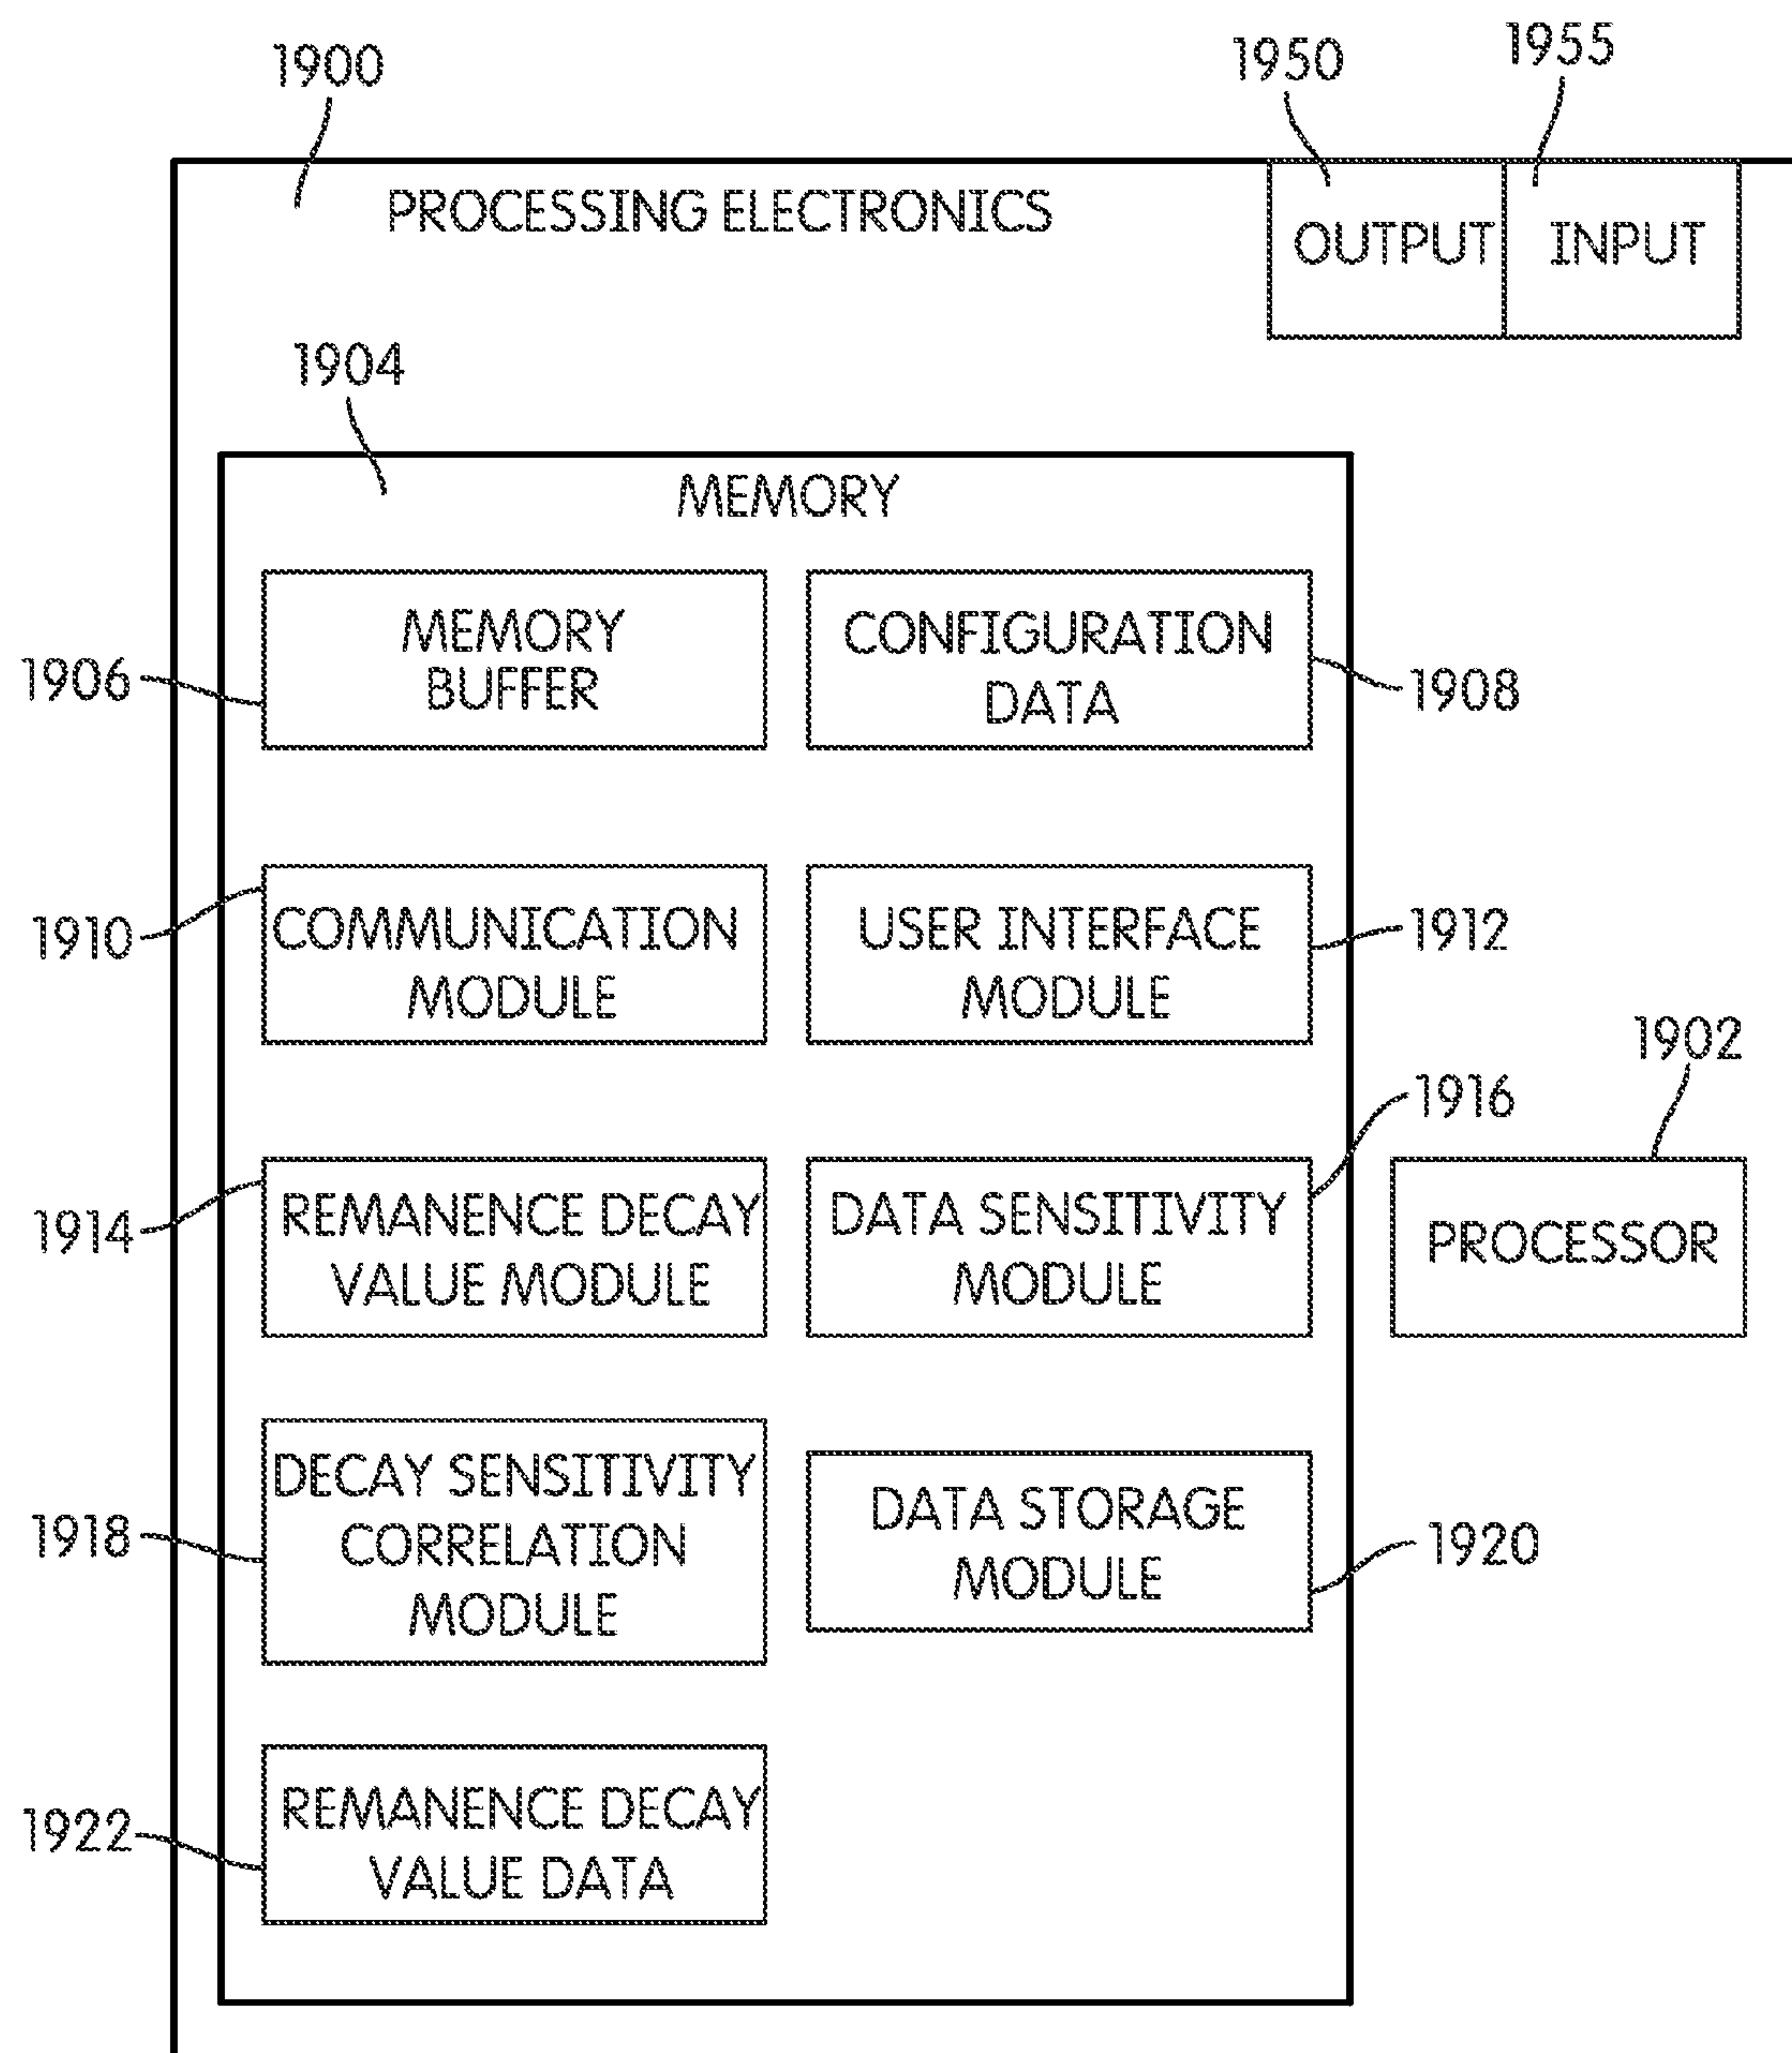 1900
1950
1955
PROCESSING ELECTRONICS
OUTPUT
INPUT
1904
MEMORY
MEMORY
BUFFER
1906
CONFIGURATION
DATA
1908
COMMUNICATION
MODULE
1910
USER INTERFACE
MODULE
1912
1902
1916
REMANENCE DECAY
VALUE MODULE
1914
DATA SENSITIVITY
MODULE
PROCESSOR
DECAY SENSITIVITY
CORRELATION
MODULE
1918
DATA STORAGE
MODULE
1920
REMANENCE DECAY
VALUE DATA
1922